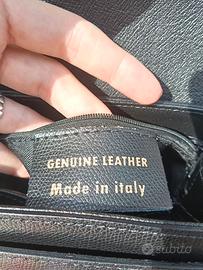 GENUINE LEATHER
Made in italy
subito